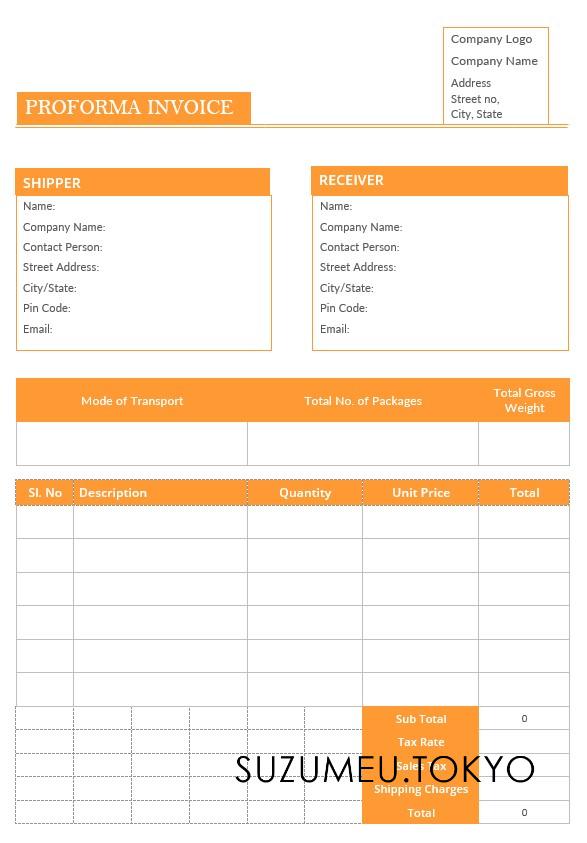 Company Logo
Company Name
Address
Street no,
City, State
PROFORMA INVOICE
SHIPPER
Name:
Company Name:
Contact Person:
Street Address:
City/State:
Pin Code:
Email:
RECEIVER
Name:
Company Name:
Contact Person:
Street Address:
City/State:
Pin Code:
Email:
Mode of Transport
Total No. of Packages
Total Gross
Weight
Sl. No Description Quantity Unit Price Total
Sub Total 0
Tax Rate
Sales Tax
SUZUMEU.TOKYO
Shipping Charges
Total 0